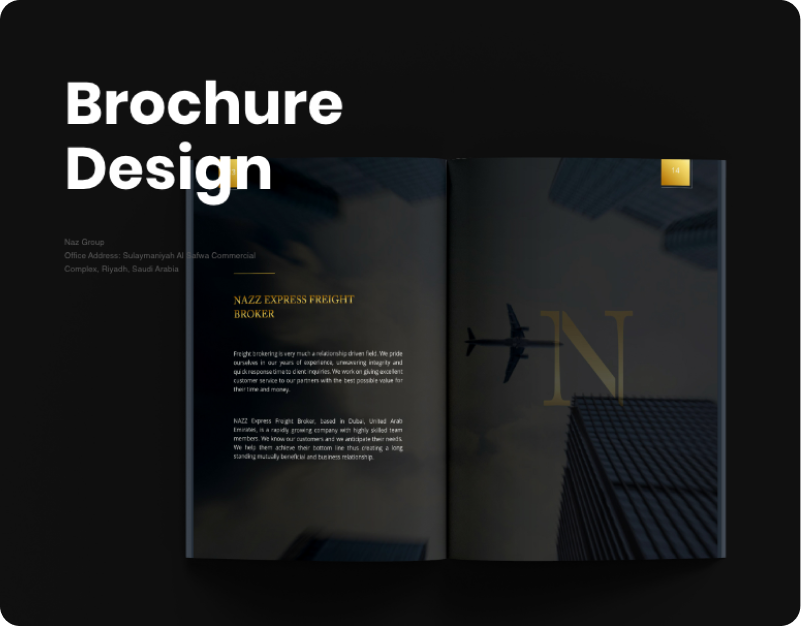 Brochure
Design
14
Naz Group
Office Address: Sulaymaniyah Al Safwa Commercial
Complex, Riyadh, Saudi Arabia
NAZZ EXPRESS FREIGHT
BROKER
Freight brokering is very much a relationship driven field. We pride
ourselves in our years of experience, unwavering integrity and
quick response time to client inquiries. We work on giving excellent
customer service to our partners with the best possible value for
their time and money.
NAZZ Express Freight Broker, based in Dubai, United Arab
Emirates, is a rapidly growing company with highly skilled team
members. We know our customers and we anticipate their needs.
We help them achieve their bottom line thus creating a long
standing mutually beneficial and business relationship.
N